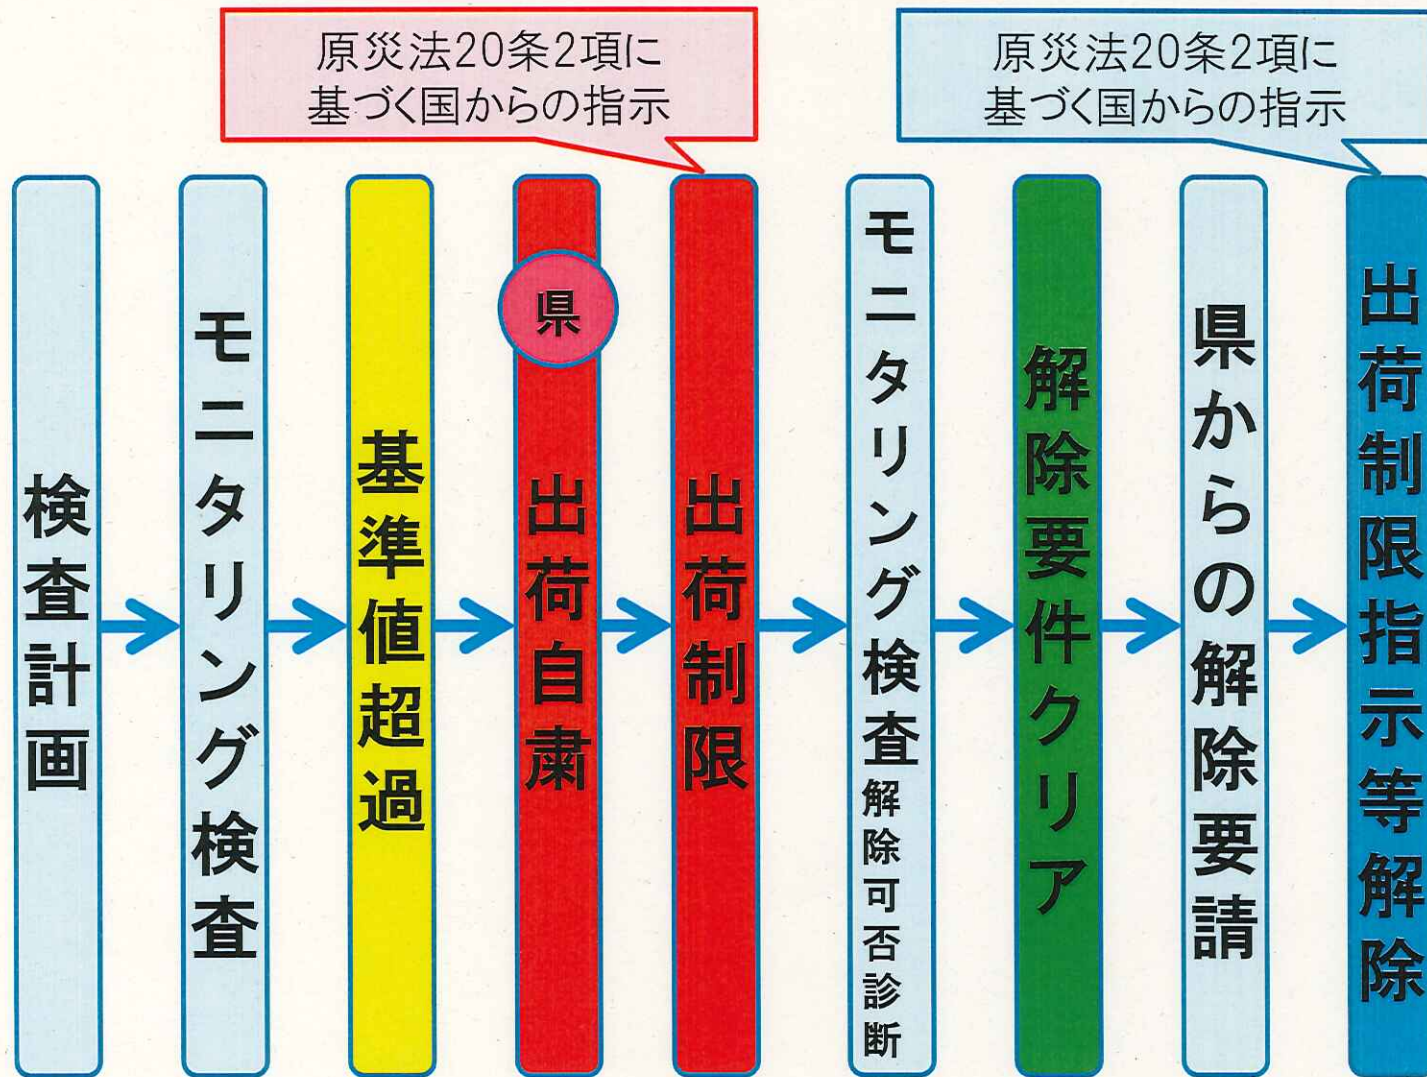 原災法20条2項に
基づく国からの指示
原災法20条2項に
基づく国からの指示
検査計画
モニタリング検査
基準値超過
県
出荷自粛
出荷制限
モニタリング検査解除可否診断
解除要件クリア
県からの解除要請
出荷制限指示等解除